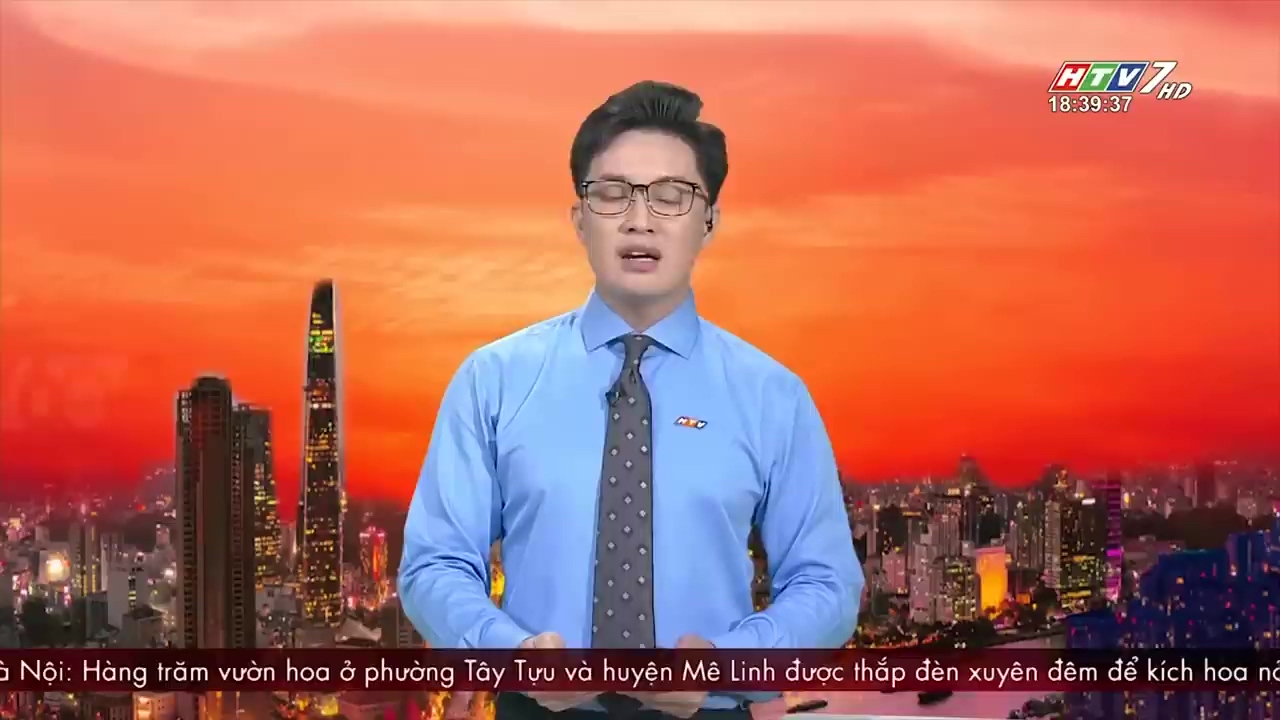 HTV7 HD
18:39:37
HTV
à Nội: Hàng trăm vườn hoa ở phường Tây Tựu và huyện Mê Linh được thắp đèn xuyên đêm để kích hoa nở